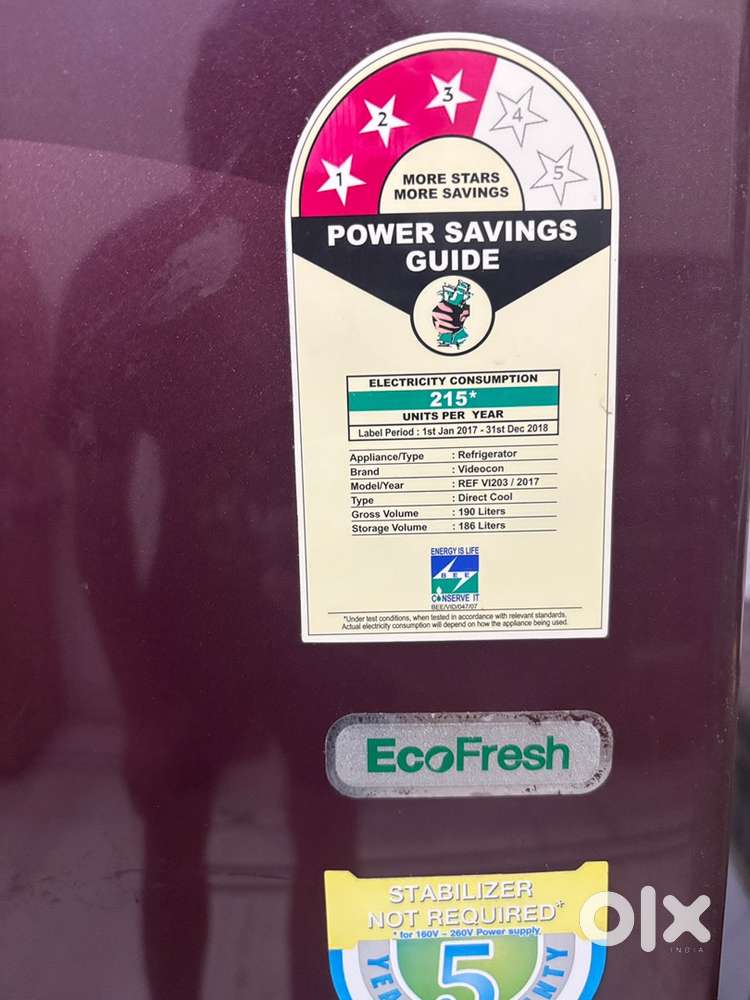 1 2 3 4 5
MORE STARS
MORE SAVINGS
POWER SAVINGS
GUIDE
ELECTRICITY CONSUMPTION
215*
UNITS PER YEAR
Label Period : 1st Jan 2017 - 31st Dec 2018
Appliance/Type : Refrigerator
Brand : Videocon
Model/Year : REF VI203 / 2017
Type : Direct Cool
Gross Volume : 190 Liters
Storage Volume : 186 Liters
ENERGY IS LIFE
BEE
CONSERVE IT
BEE/VID/047/07
*Under test conditions, when tested in accordance with relevant standards.
Actual electricity consumption will depend on how the appliance being used.
EcoFresh
STABILIZER
NOT REQUIRED*
* for 160V ~ 260V Power supply
5
olx
INDIA